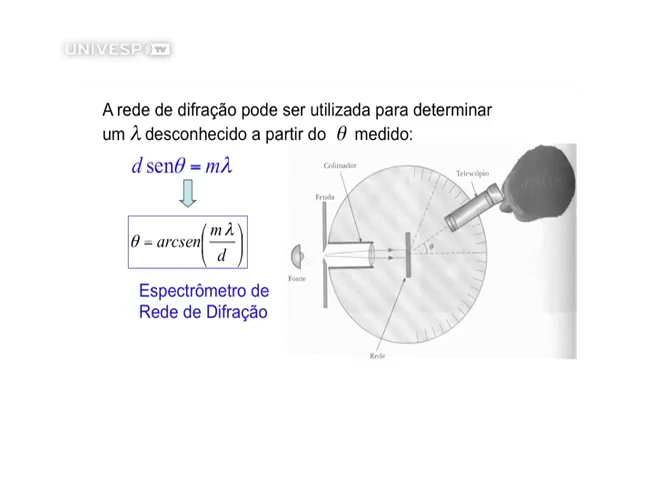 UNIVESP TV
A rede de difração pode ser utilizada para determinar
um λ desconhecido a partir do θ medido:
d senθ = mλ
θ = arcsen(mλ/d)
Espectrômetro de
Rede de Difração
Colimador
Telescópio
Fenda
θ
Fonte
Rede